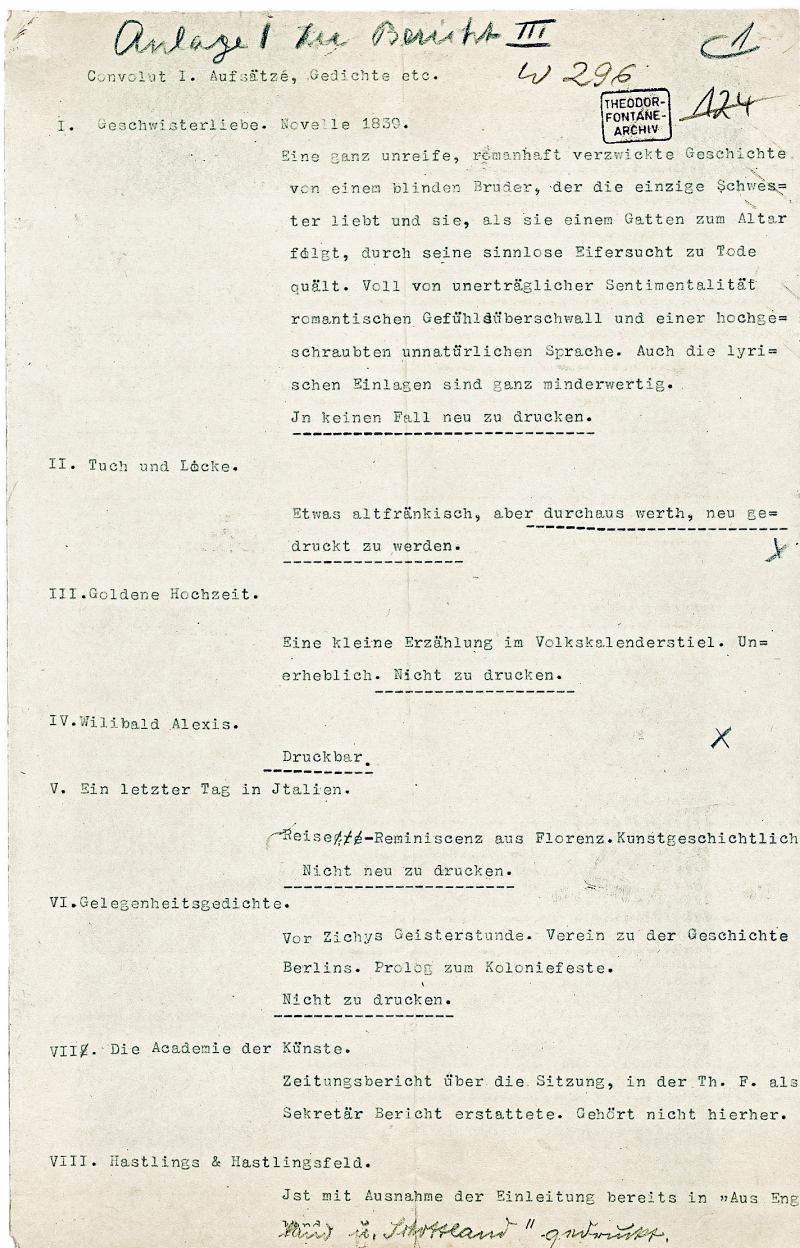 Anlage I zu Bericht III
1
Convolut I. Aufsätze, Gedichte etc.
W 296
THEODOR-
FONTANE-
ARCHIV
124
I. Geschwisterliebe. Novelle 1839.
Eine ganz unreife, romanhaft verzwickte Geschichte
von einem blinden Bruder, der die einzige Schwes=
ter liebt und sie, als sie einem Gatten zum Altar
folgt, durch seine sinnlose Eifersucht zu Tode
quält. Voll von unerträglicher Sentimentalität
romantischen Gefühlsüberschwall und einer hochge=
schraubten unnatürlichen Sprache. Auch die lyri=
schen Einlagen sind ganz minderwertig.
Jn keinen Fall neu zu drucken.
II. Tuch und Locke.
Etwas altfränkisch, aber durchaus werth, neu ge=
druckt zu werden.
III.Goldene Hochzeit.
Eine kleine Erzählung im Volkskalenderstiel. Un=
erheblich. Nicht zu drucken.
IV.Wilibald Alexis.
Druckbar.
V. Ein letzter Tag in Jtalien.
Reise-Reminiscenz aus Florenz.Kunstgeschichtlich
Nicht neu zu drucken.
VI.Gelegenheitsgedichte.
Vor Zichys Geisterstunde. Verein zu der Geschichte
Berlins. Prolog zum Koloniefeste.
Nicht zu drucken.
VII. Die Academie der Künste.
Zeitungsbericht über die Sitzung, in der Th. F. als
Sekretär Bericht erstattete. Gehört nicht hierher.
VIII. Hastlings & Hastlingsfeld.
Jst mit Ausnahme der Einleitung bereits in "Aus Eng
land u. Schottland" gedruckt.